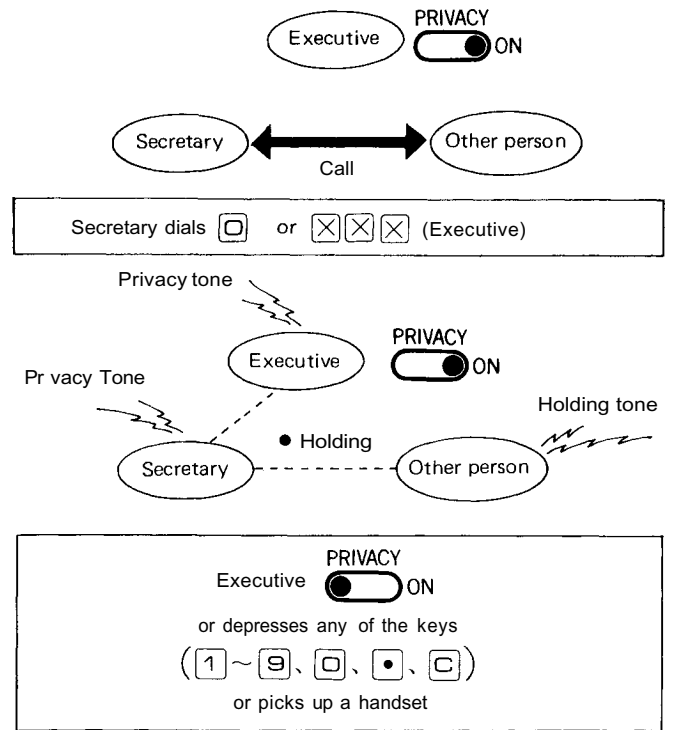 PRIVACY
Executive ON
Secretary Other person
Call
Secretary dials 0 or X X X (Executive)
Privacy tone
PRIVACY
Executive ON
Pr vacy Tone
Holding tone
● Holding
Secretary Other person
PRIVACY
Executive ON
or depresses any of the keys
(1~9、0、•、C)
or picks up a handset